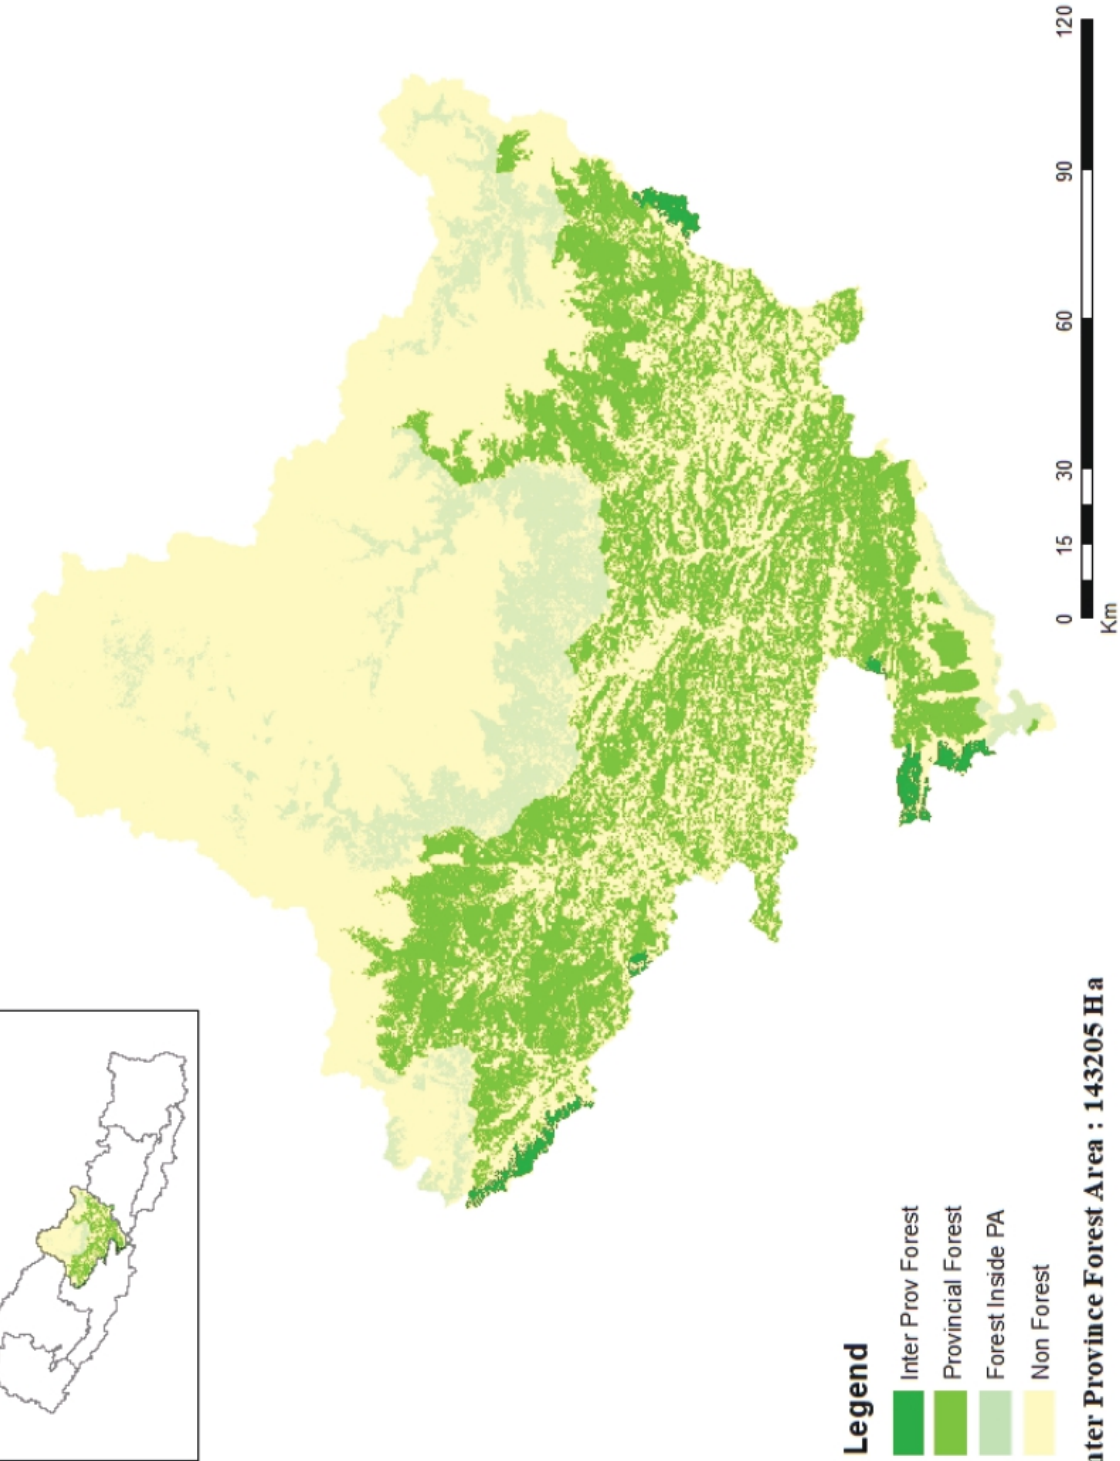 Legend
Inter Prov Forest
Provincial Forest
Forest Inside PA
Non Forest
nter Province Forest Area : 143205 Ha
0 15 30 60 90 120
Km